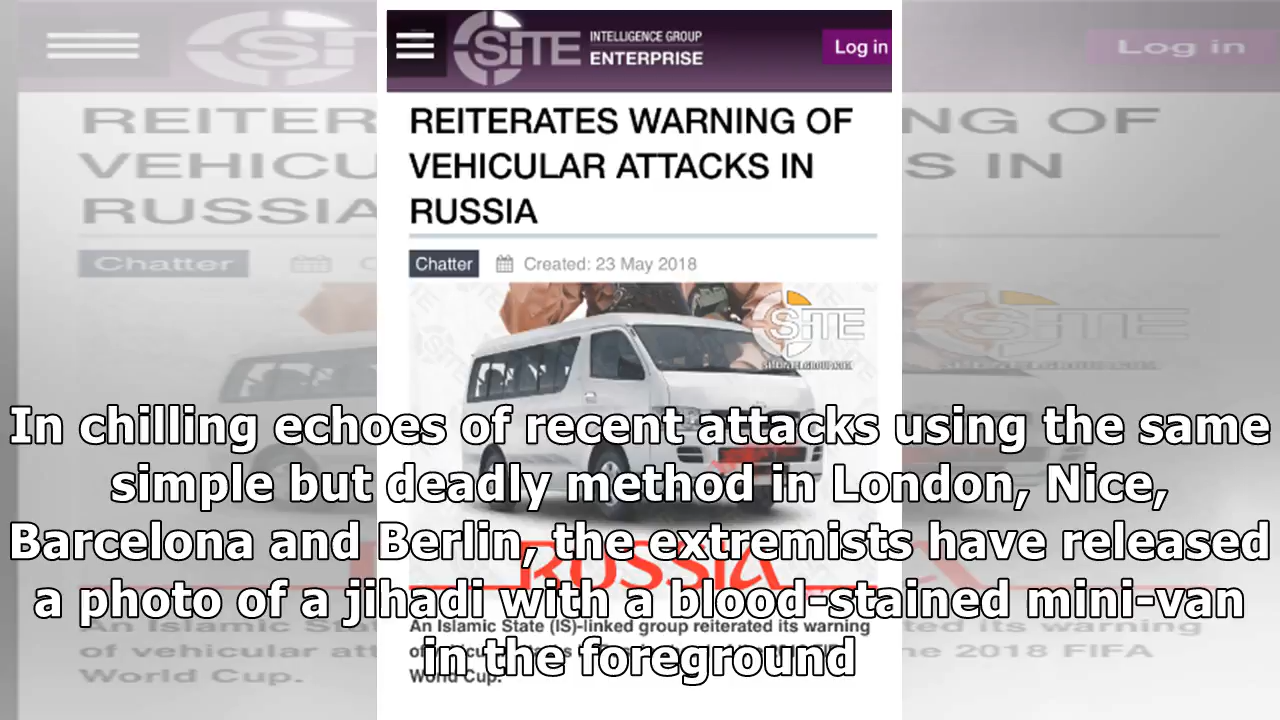 SITE
INTELLIGENCE GROUP
ENTERPRISE
Log in
REITERATES WARNING OF
VEHICULAR ATTACKS IN
RUSSIA
Chatter
Created: 23 May 2018
SITE
RUSSIA
An Islamic State (IS)-linked group reiterated its warning
of
World Cup.
In chilling echoes of recent attacks using the same
simple but deadly method in London, Nice,
Barcelona and Berlin, the extremists have released
a photo of a jihadi with a blood-stained mini-van
in the foreground